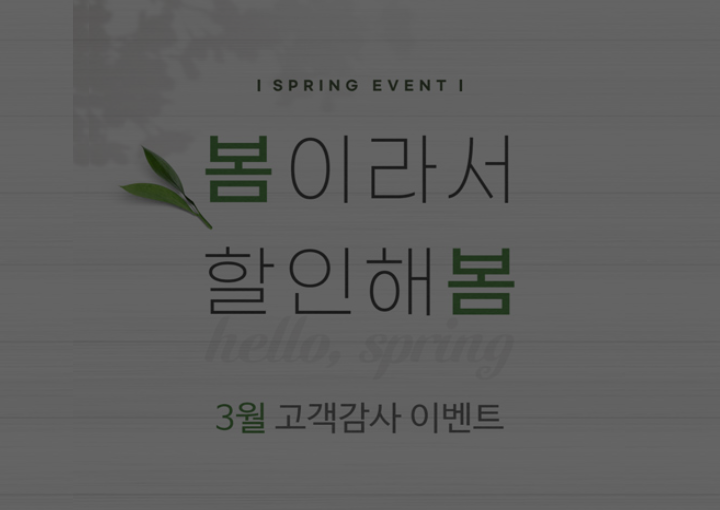 | SPRING EVENT |
봄이라서
할인해봄
hello, spring
3월 고객감사 이벤트